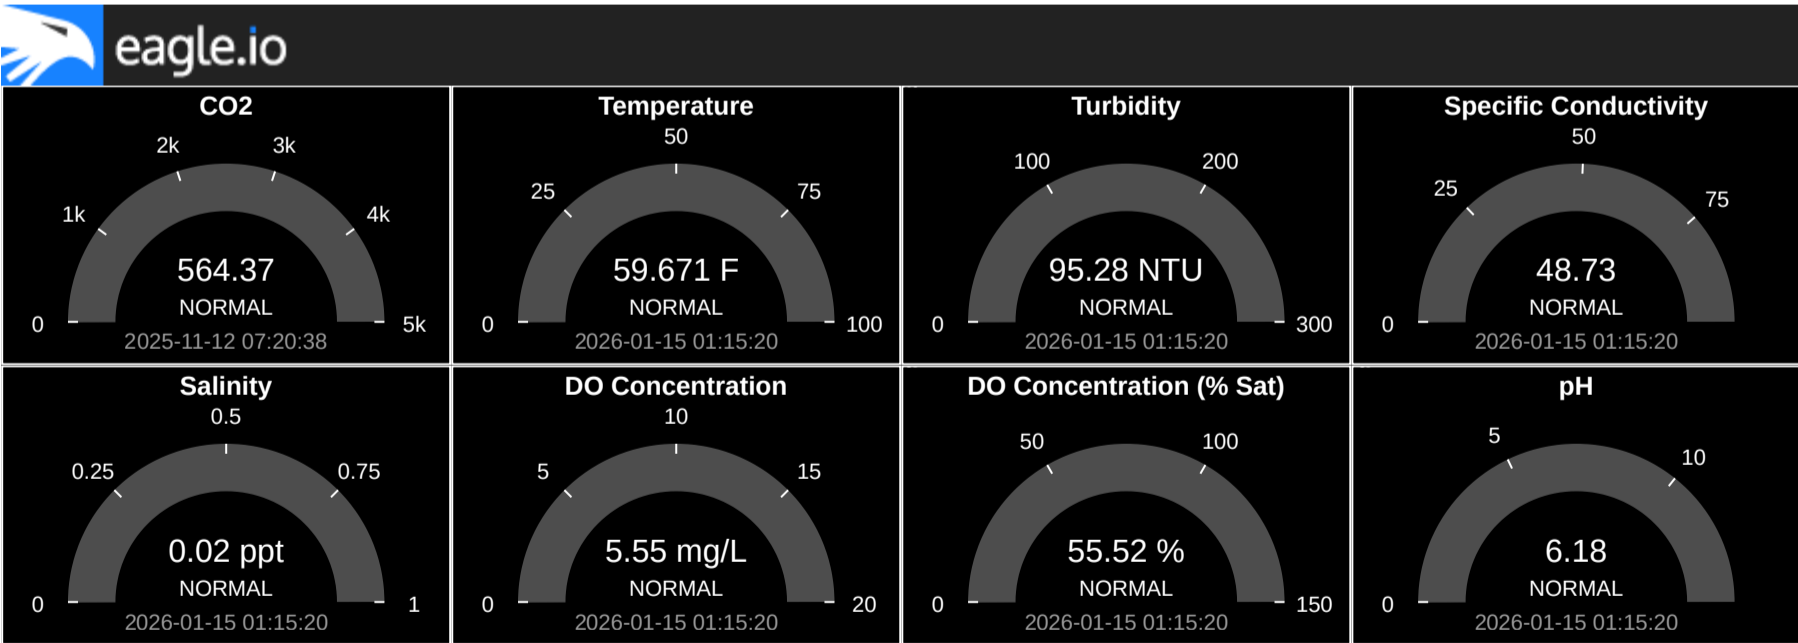 eagle.io
CO2
0
1k
2k
3k
4k
5k
564.37
NORMAL
2025-11-12 07:20:38
Temperature
0
25
50
75
100
59.671 F
NORMAL
2026-01-15 01:15:20
Turbidity
0
100
200
300
95.28 NTU
NORMAL
2026-01-15 01:15:20
Specific Conductivity
0
25
50
75
48.73
NORMAL
2026-01-15 01:15:20
Salinity
0
0.25
0.5
0.75
1
0.02 ppt
NORMAL
2026-01-15 01:15:20
DO Concentration
0
5
10
15
20
5.55 mg/L
NORMAL
2026-01-15 01:15:20
DO Concentration (% Sat)
0
50
100
150
55.52 %
NORMAL
2026-01-15 01:15:20
pH
0
5
10
6.18
NORMAL
2026-01-15 01:15:20